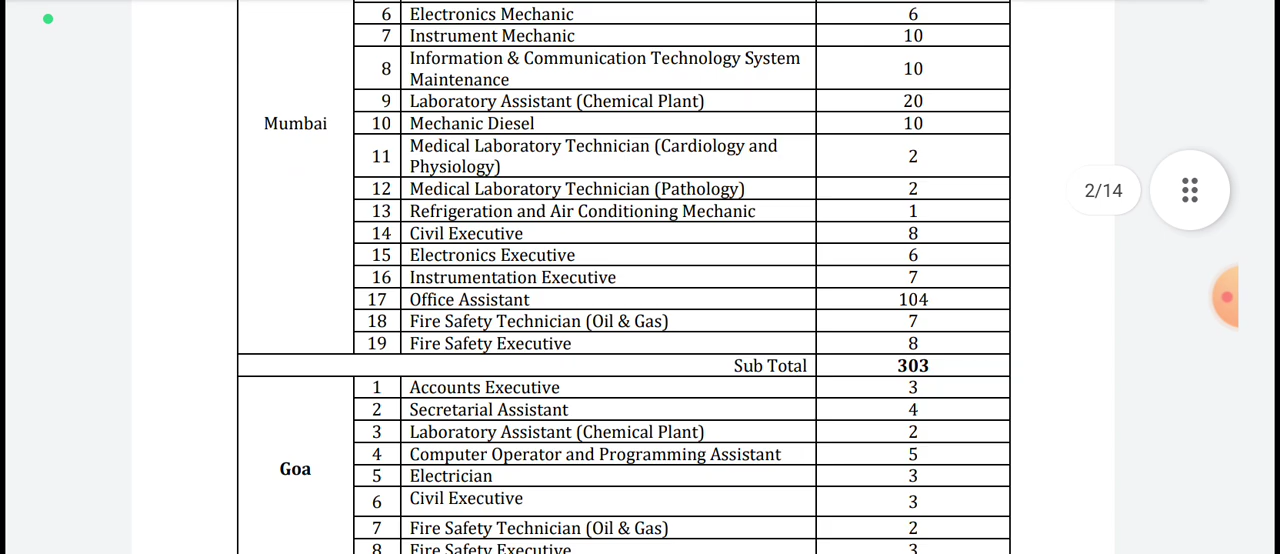 6 Electronics Mechanic 6
7 Instrument Mechanic 10
8 Information & Communication Technology System Maintenance 10
9 Laboratory Assistant (Chemical Plant) 20
Mumbai 10 Mechanic Diesel 10
11 Medical Laboratory Technician (Cardiology and Physiology) 2
12 Medical Laboratory Technician (Pathology) 2
2/14
13 Refrigeration and Air Conditioning Mechanic 1
14 Civil Executive 8
15 Electronics Executive 6
16 Instrumentation Executive 7
17 Office Assistant 104
18 Fire Safety Technician (Oil & Gas) 7
19 Fire Safety Executive 8
Sub Total 303
1 Accounts Executive 3
2 Secretarial Assistant 4
3 Laboratory Assistant (Chemical Plant) 2
4 Computer Operator and Programming Assistant 5
Goa
5 Electrician 3
6 Civil Executive 3
7 Fire Safety Technician (Oil & Gas) 2
8 Fire Safety Executive 3